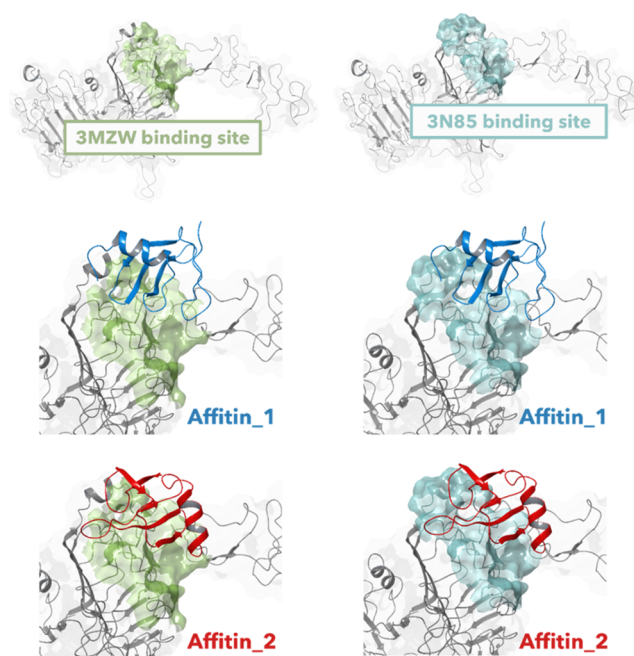 3MZW binding site
3N85 binding site
Affitin_1
Affitin_1
Affitin_2
Affitin_2